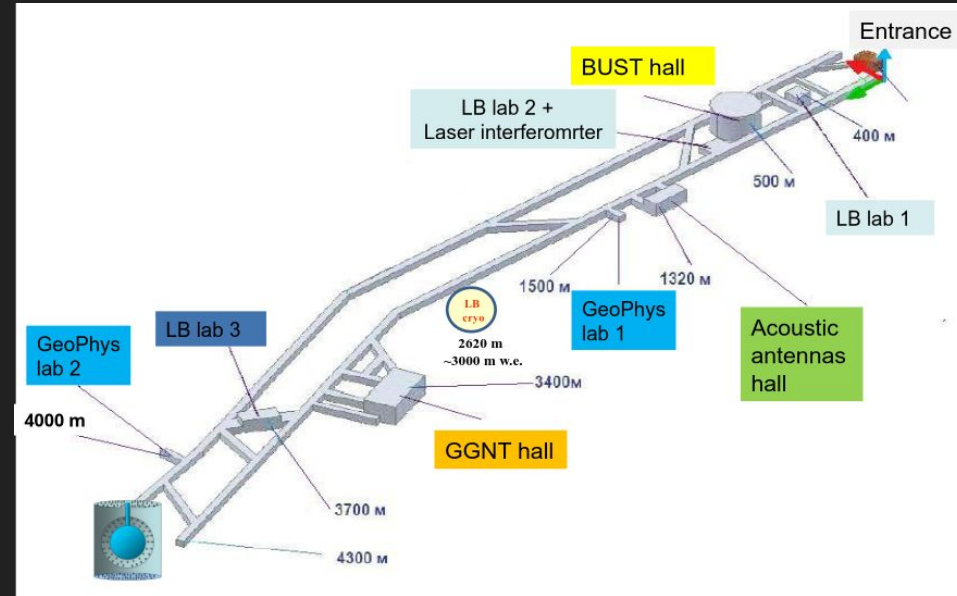 Entrance
BUST hall
LB lab 2 +
Laser interferomrter
400 м
500 м
LB lab 1
1320 м
1500 м
GeoPhys
lab 1
LB
cryo
2620 m
~3000 m w.e.
Acoustic
antennas
hall
LB lab 3
GeoPhys
lab 2
3400м
4000 m
GGNT hall
3700 м
4300 м